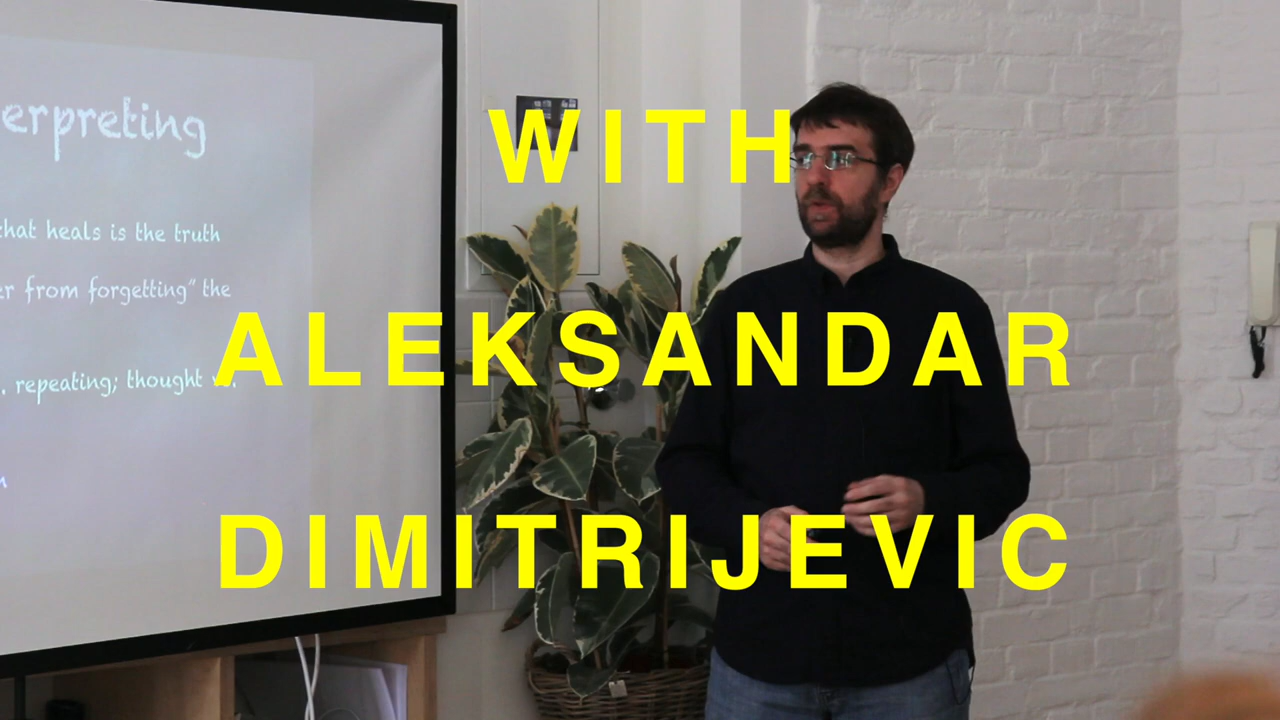 erpreting
that heals is the truth
er from forgetting” the
. repeating; thought v.
WITH
ALEKSANDAR
DIMITRIJEVIC